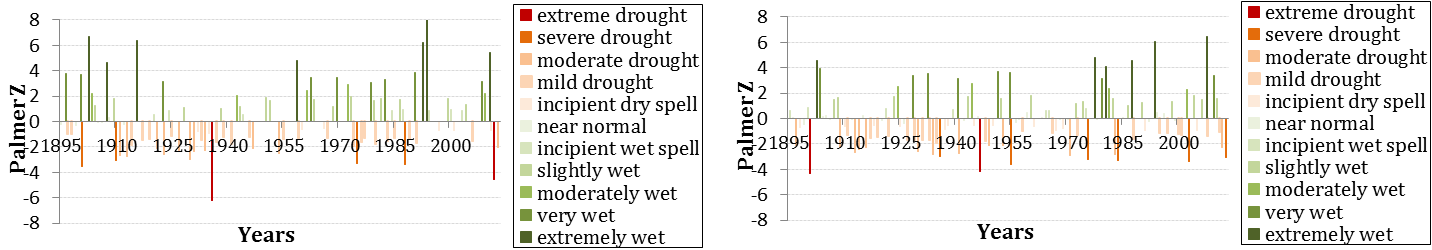 8
6
4
2
0
-2
-4
-6
-8
PalmerZ
1895 1910 1925 1940 1955 1970 1985 2000
Years
extreme drought
severe drought
moderate drought
mild drought
incipient dry spell
near normal
incipient wet spell
slightly wet
moderately wet
very wet
extremely wet
8
6
4
2
0
-2
-4
-6
-8
PalmerZ
1895 1910 1925 1940 1955 1970 1985 2000
Years
extreme drought
severe drought
moderate drought
mild drought
incipient dry spell
near normal
incipient wet spell
slightly wet
moderately wet
very wet
extremely wet